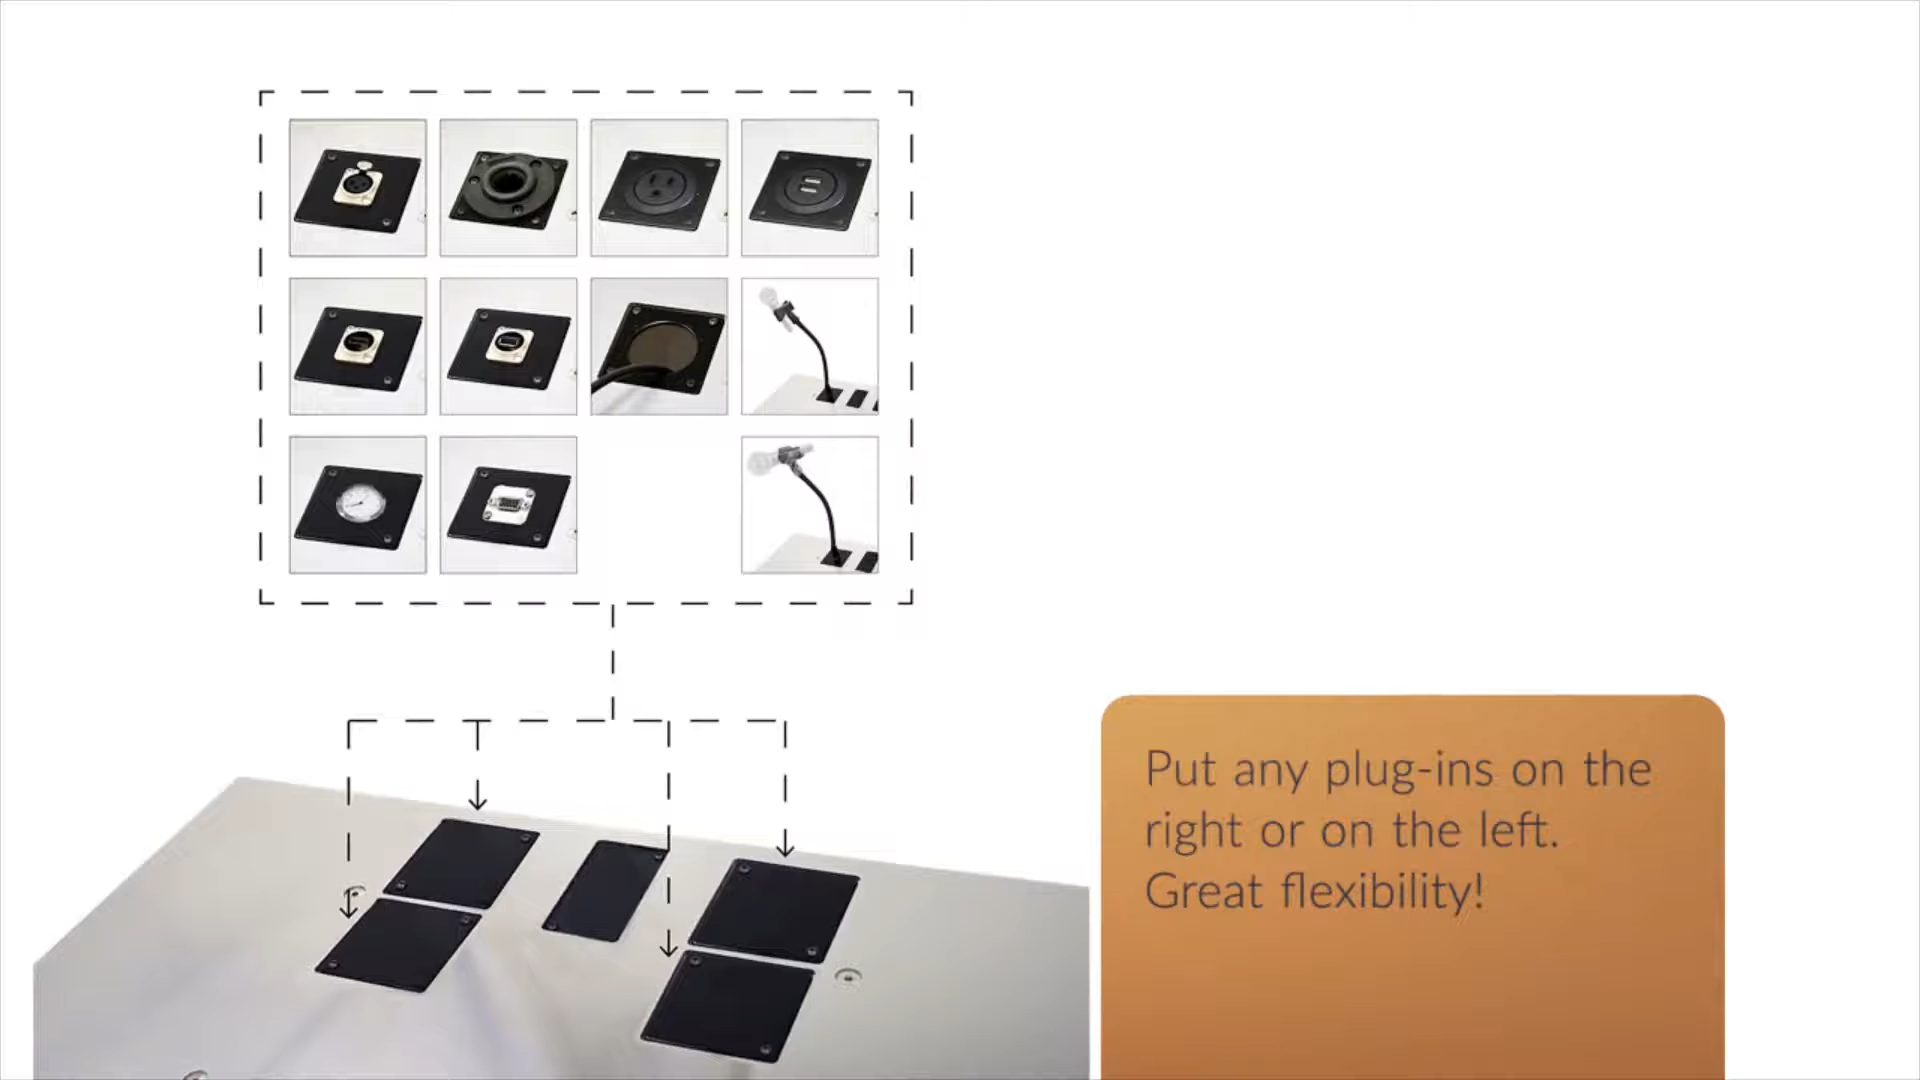 Put any plug-ins on the
right or on the left.
Great flexibility!